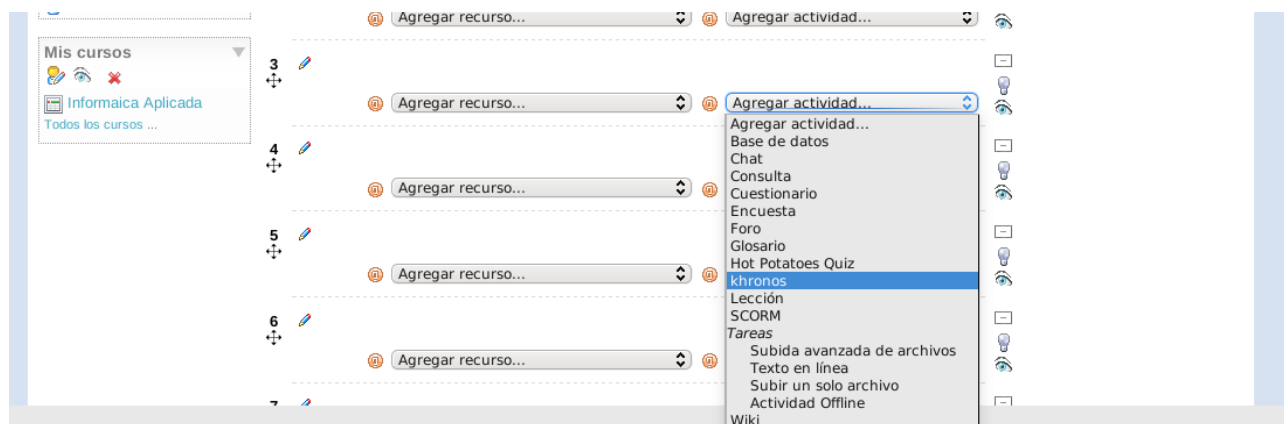 Agregar recurso... Agregar actividad...
Mis cursos
Informaica Aplicada
Todos los cursos ...
3
Agregar recurso... Agregar actividad...
Agregar actividad...
Base de datos
Chat
Consulta
Cuestionario
Encuesta
Foro
Glosario
Hot Potatoes Quiz
khronos
Lección
SCORM
Tareas
Subida avanzada de archivos
Texto en línea
Subir un solo archivo
Actividad Offline
Wiki
4
Agregar recurso...
5
Agregar recurso...
6
Agregar recurso...
7